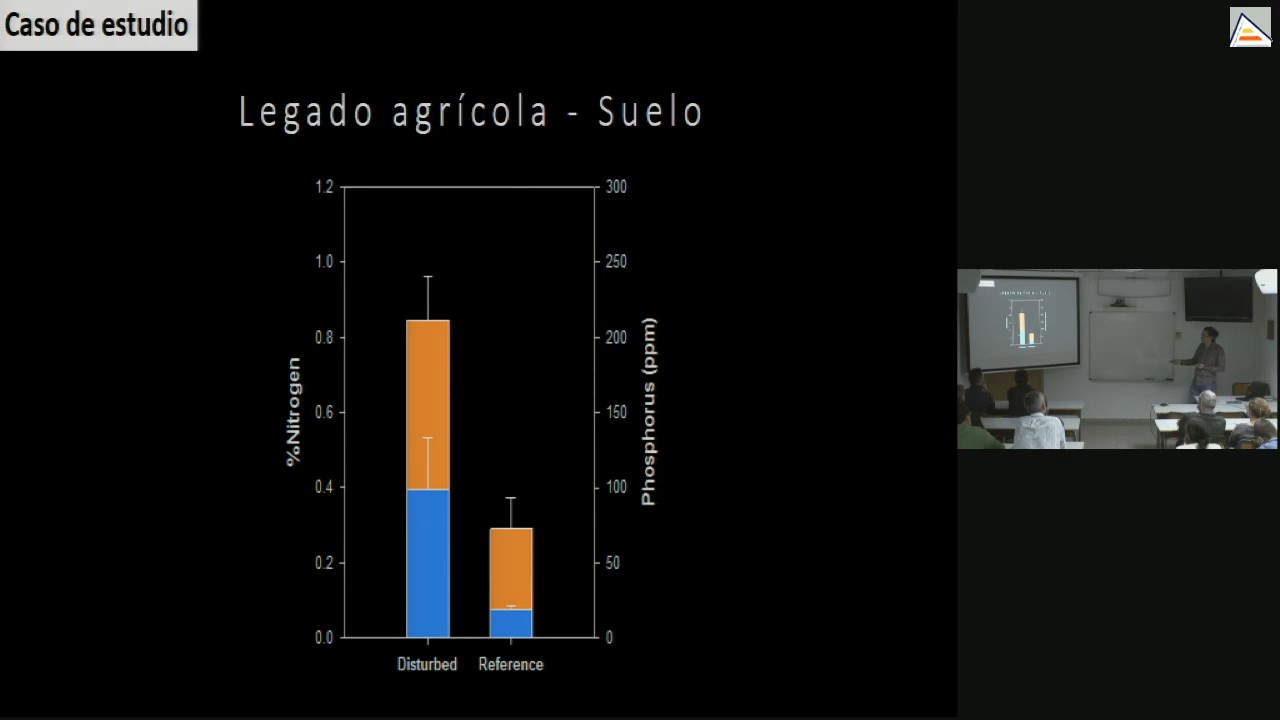 Caso de estudio
Legado agrícola - Suelo
1.2
1.0
0.8
0.6
0.4
0.2
0.0
%Nitrogen
300
250
200
150
100
50
0
Phosphorus (ppm)
Disturbed
Reference